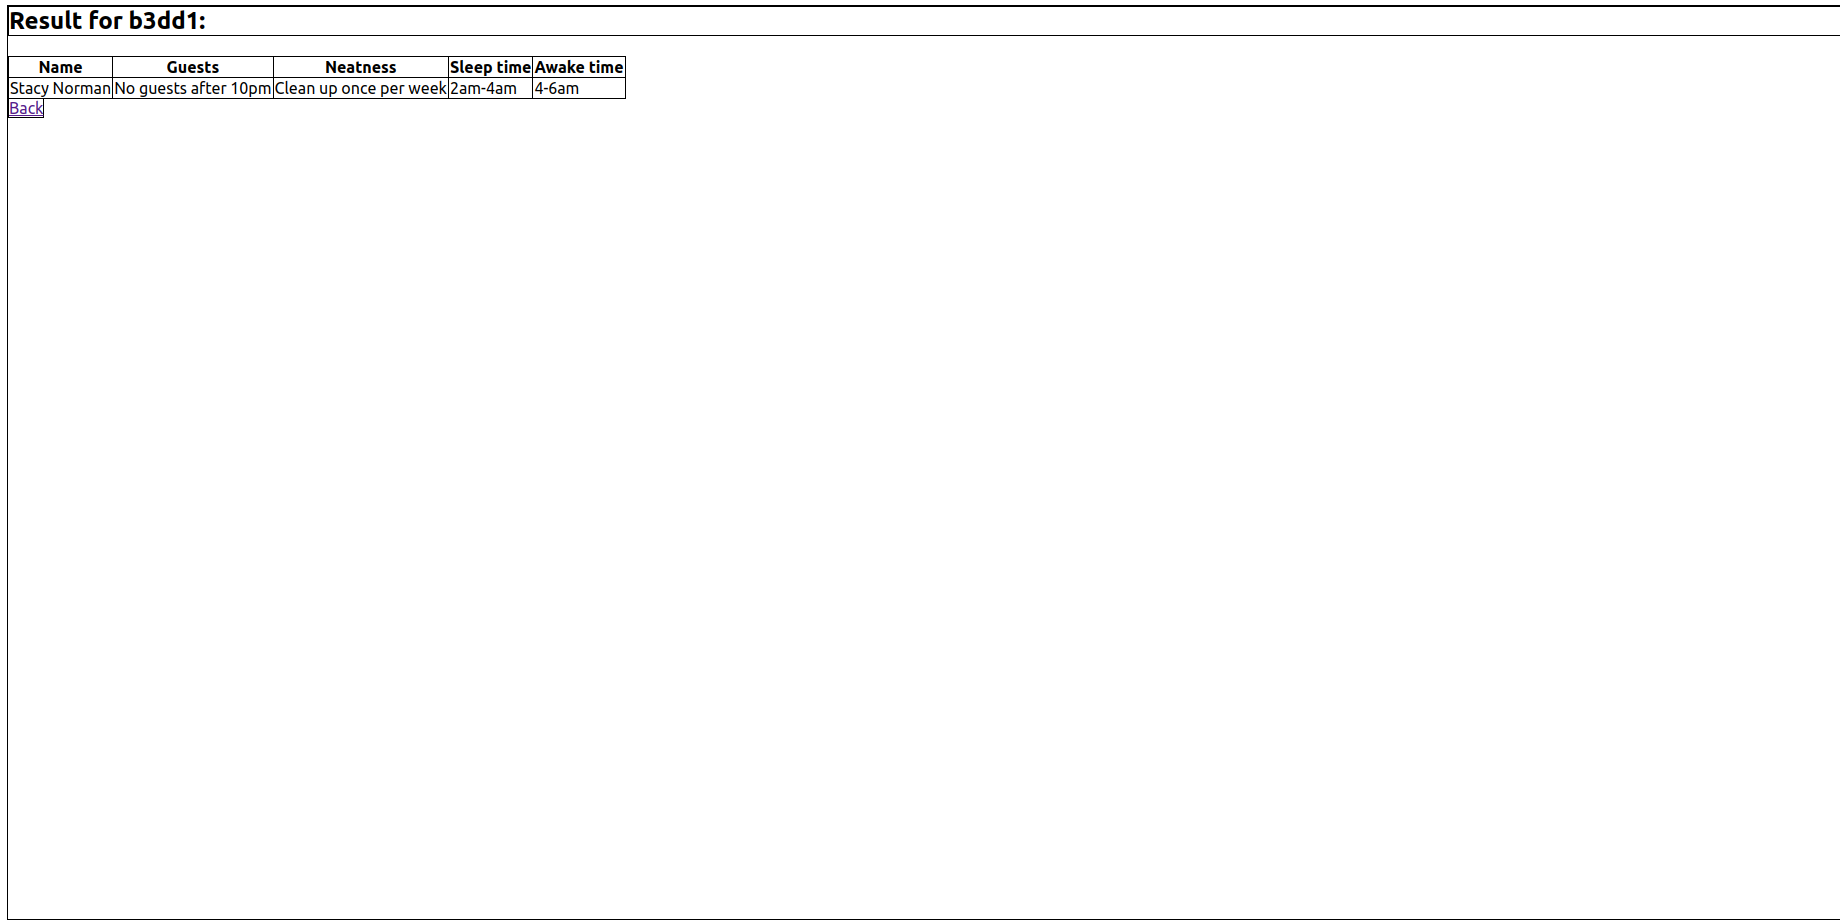 Result for b3dd1:
Name Guests Neatness Sleep time Awake time
Stacy Norman No guests after 10pm Clean up once per week 2am-4am 4-6am
Back